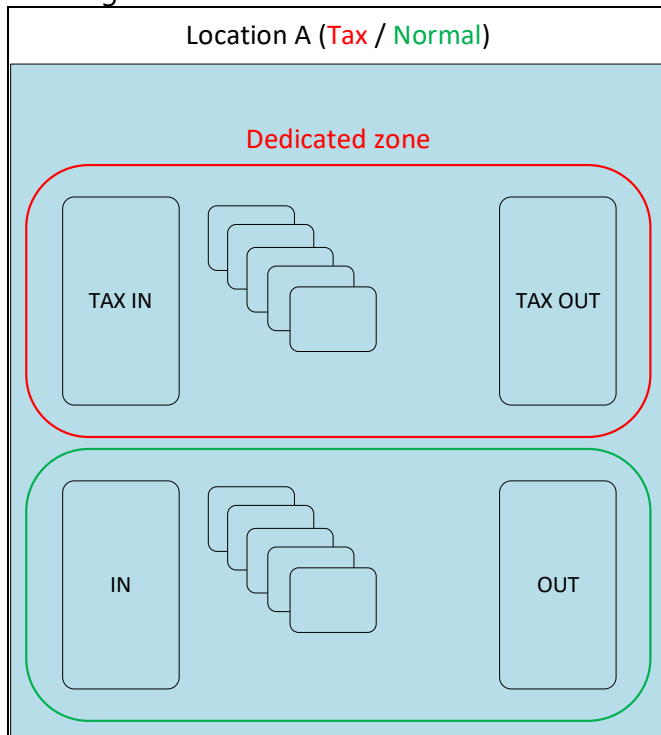 Location A (Tax / Normal)
Dedicated zone
TAX IN
TAX OUT
IN
OUT